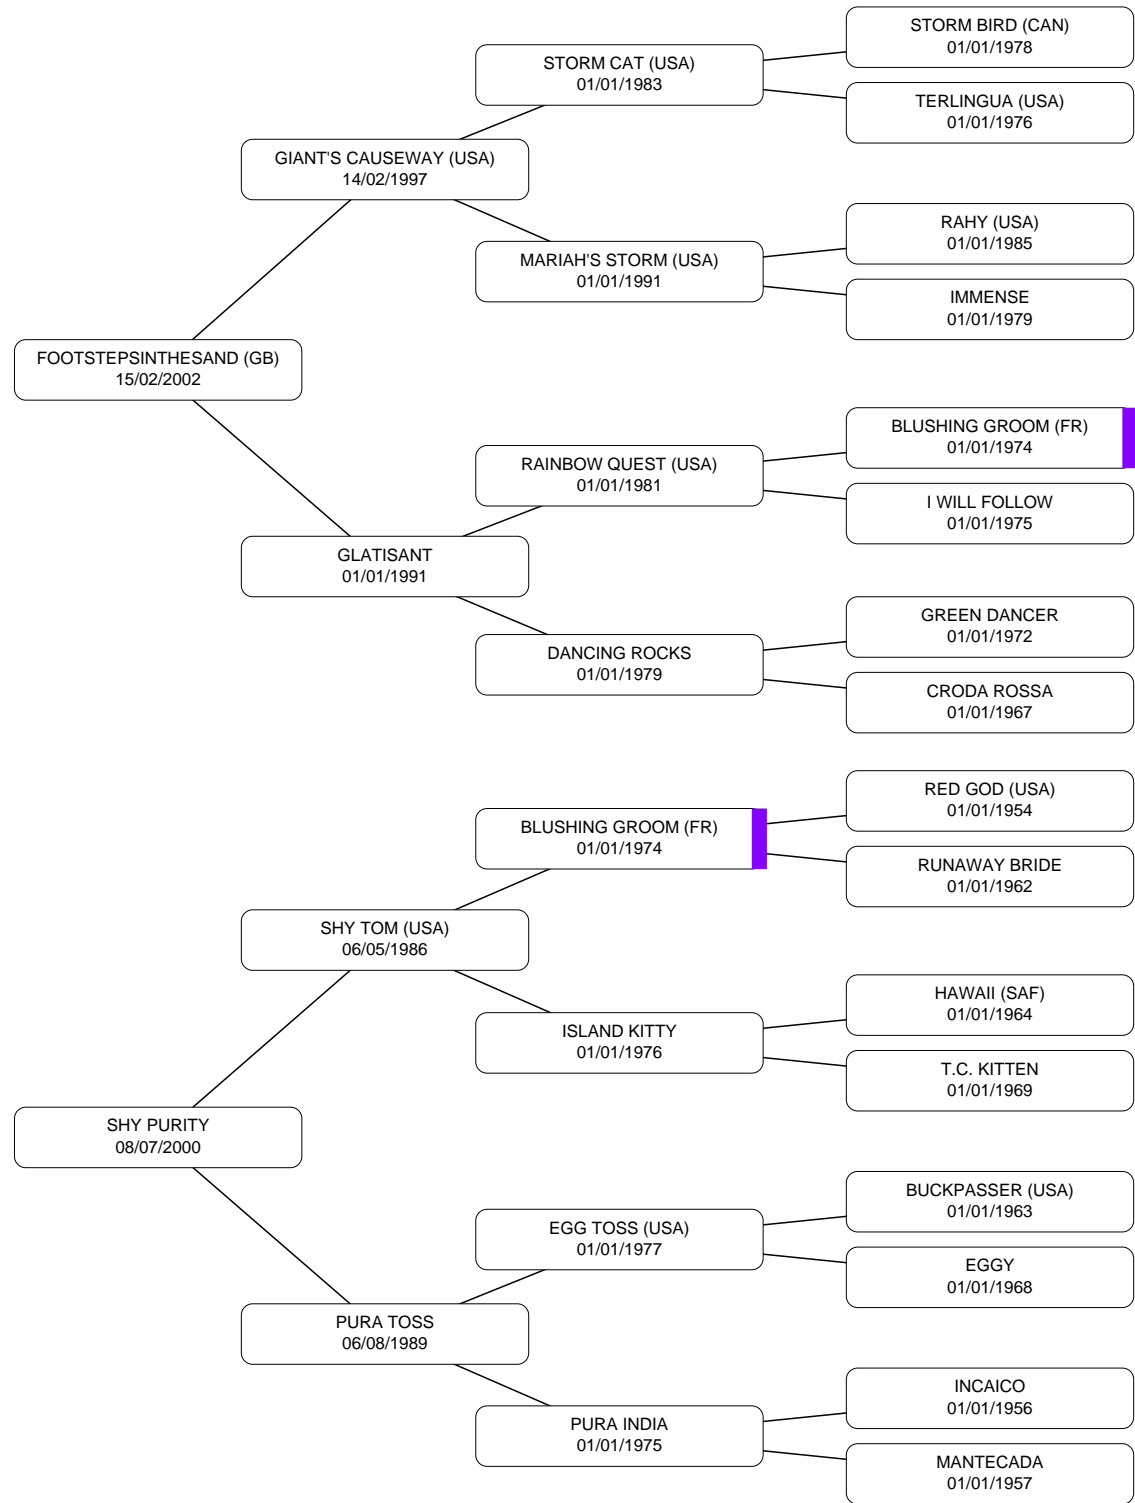 STORM BIRD (CAN)
01/01/1978
STORM CAT (USA)
01/01/1983
TERLINGUA (USA)
01/01/1976
GIANT'S CAUSEWAY (USA)
14/02/1997
RAHY (USA)
01/01/1985
MARIAH'S STORM (USA)
01/01/1991
IMMENSE
01/01/1979
FOOTSTEPSINTHESAND (GB)
15/02/2002
BLUSHING GROOM (FR)
01/01/1974
RAINBOW QUEST (USA)
01/01/1981
I WILL FOLLOW
01/01/1975
GLATISANT
01/01/1991
GREEN DANCER
01/01/1972
DANCING ROCKS
01/01/1979
CRODA ROSSA
01/01/1967
RED GOD (USA)
01/01/1954
BLUSHING GROOM (FR)
01/01/1974
RUNAWAY BRIDE
01/01/1962
SHY TOM (USA)
06/05/1986
HAWAII (SAF)
01/01/1964
ISLAND KITTY
01/01/1976
T.C. KITTEN
01/01/1969
SHY PURITY
08/07/2000
BUCKPASSER (USA)
01/01/1963
EGG TOSS (USA)
01/01/1977
EGGY
01/01/1968
PURA TOSS
06/08/1989
INCAICO
01/01/1956
PURA INDIA
01/01/1975
MANTECADA
01/01/1957